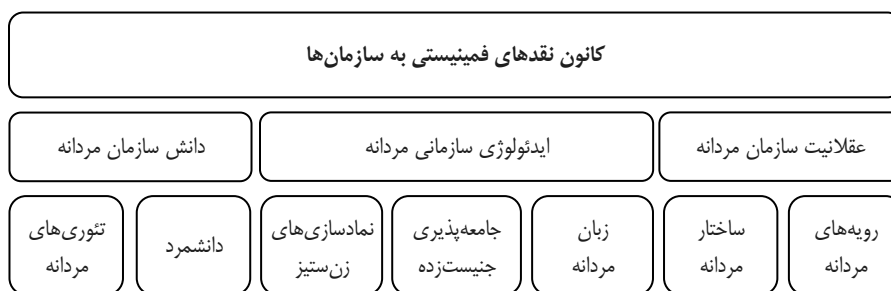 کانون نقدهای فمینیستی به سازمان‌ها
عقلانیت سازمان مردانه
ایدئولوژی سازمانی مردانه
دانش سازمان مردانه
رویه‌های
مردانه
ساختار
مردانه
زبان
مردانه
جامعه‌پذیری
جنیست‌زده
نمادسازی‌های
زن‌ستیز
دانشمرد
تئوری‌های
مردانه